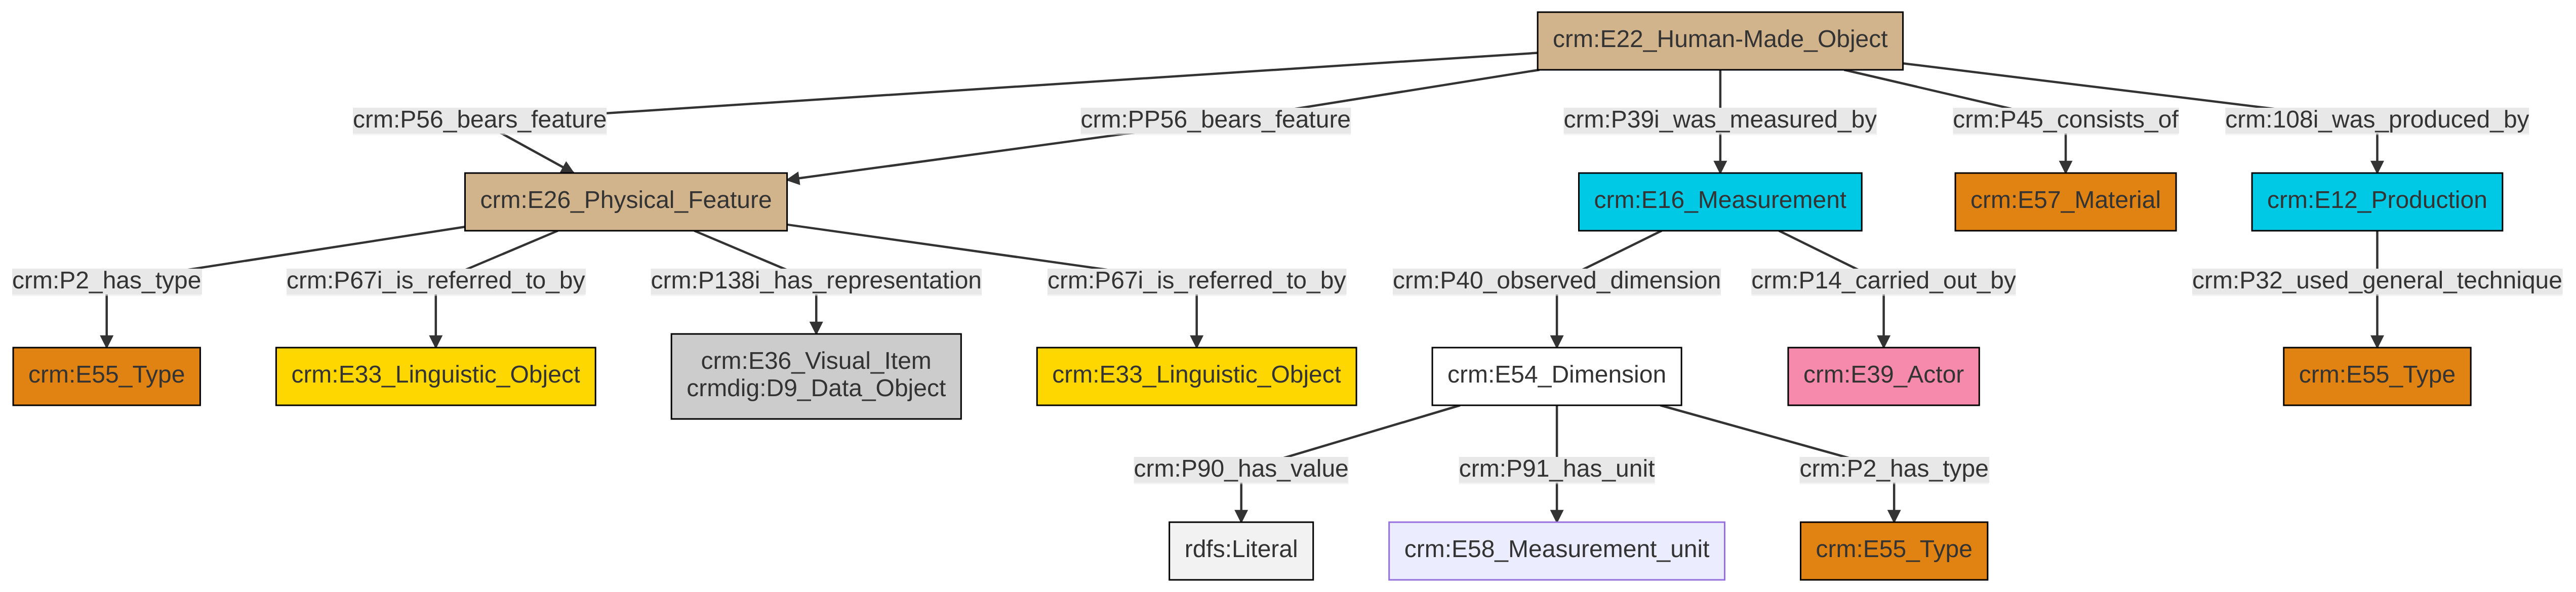 crm:E22_Human-Made_Object
crm:P56_bears_feature
crm:PP56_bears_feature
crm:P39i_was_measured_by
crm:P45_consists_of
crm:108i_was_produced_by
crm:E26_Physical_Feature
crm:E16_Measurement
crm:E57_Material
crm:E12_Production
crm:P2_has_type
crm:P67i_is_referred_to_by
crm:P138i_has_representation
crm:P67i_is_referred_to_by
crm:P40_observed_dimension
crm:P14_carried_out_by
crm:P32_used_general_technique
crm:E55_Type
crm:E33_Linguistic_Object
crm:E36_Visual_Item
crmdig:D9_Data_Object
crm:E33_Linguistic_Object
crm:E54_Dimension
crm:E39_Actor
crm:E55_Type
crm:P90_has_value
crm:P91_has_unit
crm:P2_has_type
rdfs:Literal
crm:E58_Measurement_unit
crm:E55_Type